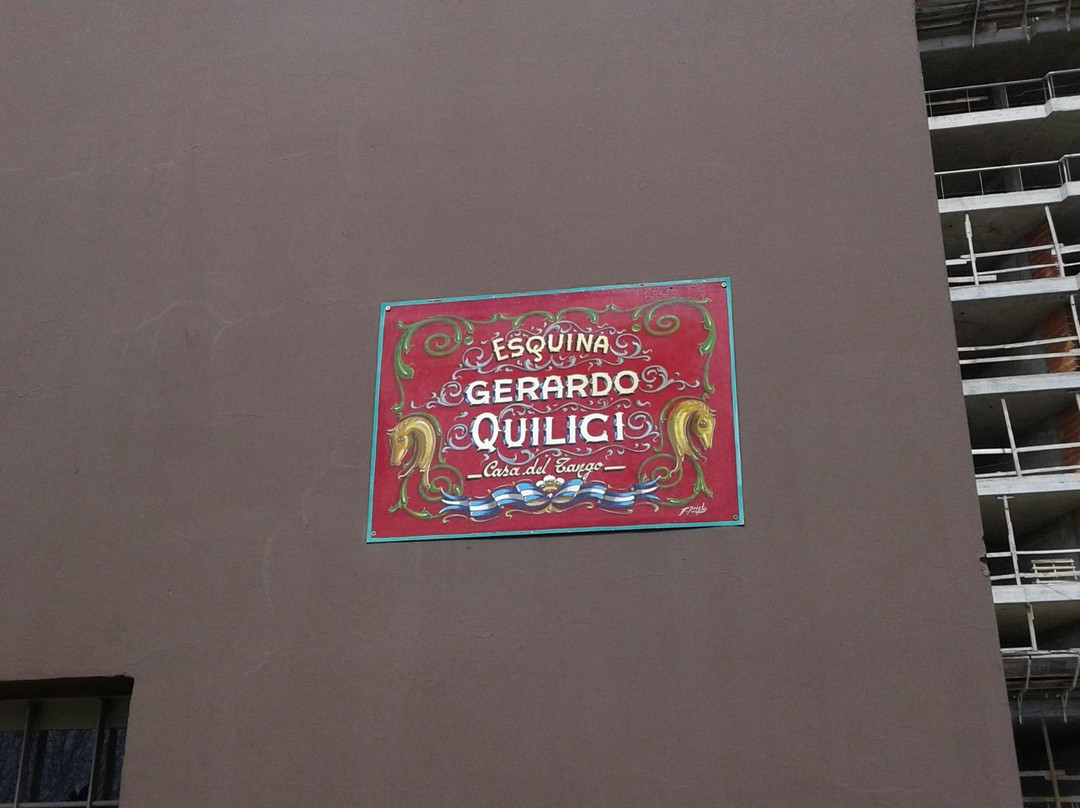 ESQUINA
GERARDO
QUILICI
Casa del Tango